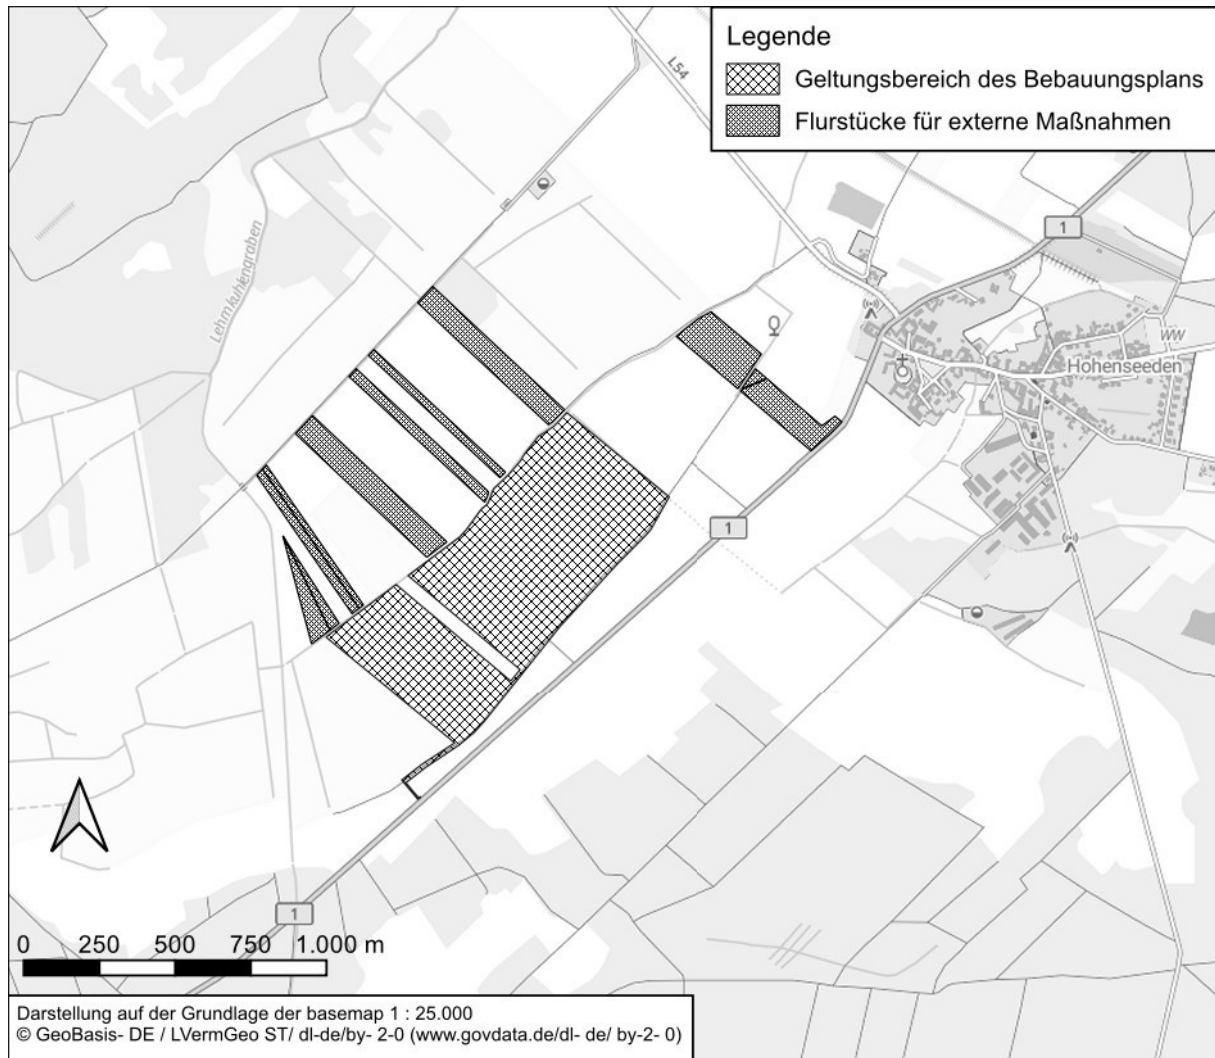 Legende
Geltungsbereich des Bebauungsplans
Flurstücke für externe Maßnahmen
L54
1
Lehmkuhlengraben
WW
Hohenseeden
1
1
0 250 500 750 1.000 m
Darstellung auf der Grundlage der basemap 1 : 25.000
© GeoBasis- DE / LVermGeo ST/ dl-de/by- 2-0 (www.govdata.de/dl- de/ by-2- 0)